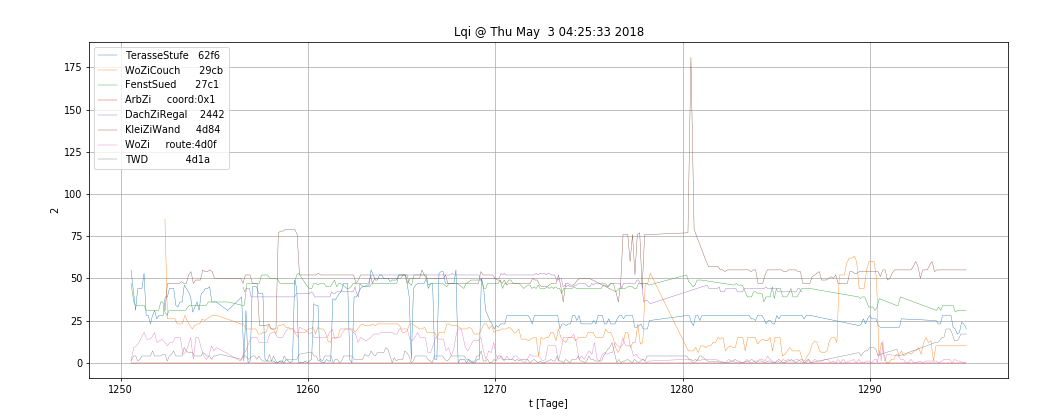 Lqi @ Thu May  3 04:25:33 2018
TerasseStufe   62f6
WoZiCouch      29cb
FenstSued      27c1
ArbZi     coord:0x1
DachZiRegal    2442
KleiZiWand     4d84
WoZi     route:4d0f
TWD            4d1a
175
150
125
100
75
50
25
0
2
1250
1260
1270
1280
1290
t [Tage]